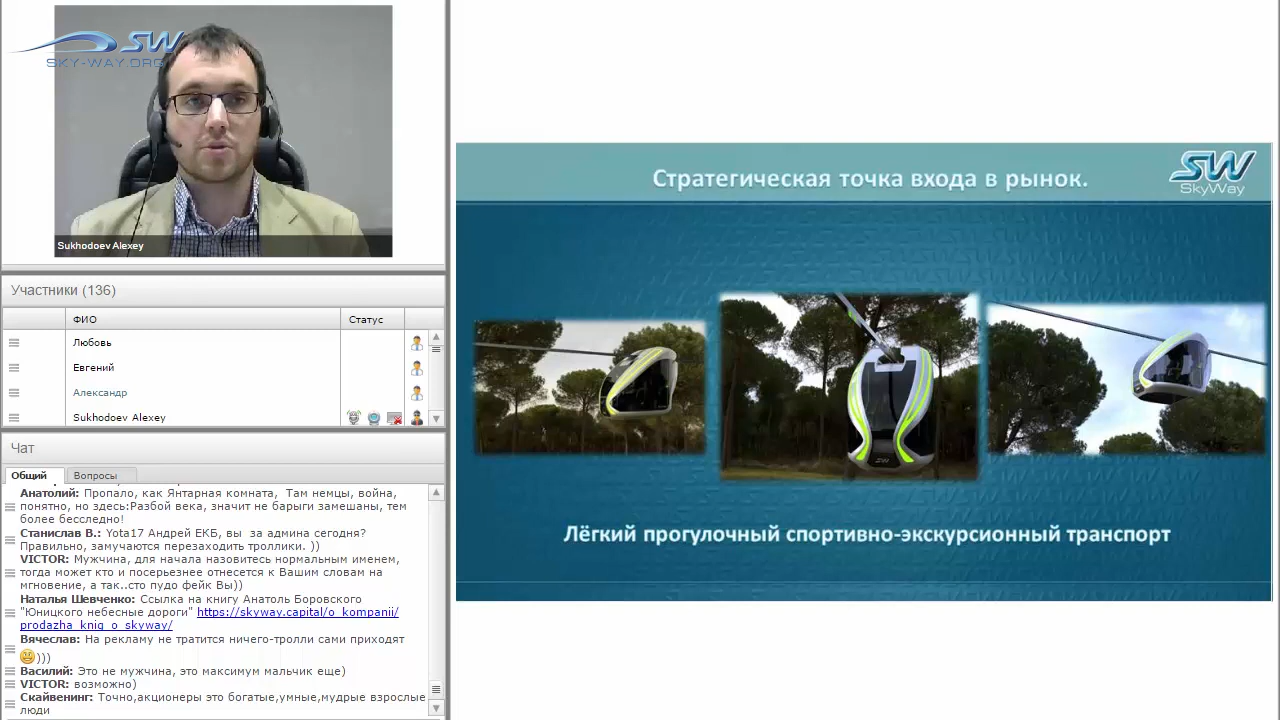 SW
SKY-WAY.ORG
Sukhodoev Alexey
Участники (136)
ФИО
Статус
Любовь
Евгений
Александр
Sukhodoev Alexey
Чат
Общий
Вопросы
Анатолий: Пропало, как Янтарная комната, Там немцы, война,
понятно, но здесь:Разбой века, значит не барыги замешаны, тем
более бесследно!
Станислав В.: Yota17 Андрей ЕКБ, вы за админа сегодня?
Правильно, замучаются перезаходить троллики. ))
VICTOR: Мужчина, для начала назовитесь нормальным именем,
тогда может кто и посерьезнее отнесется к Вашим словам на
мгновение, а так..сто пудо фейк Вы))
Наталья Шевченко: Ссылка на книгу Анатоль Боровского
"Юницкого небесные дороги" https://skyway.capital/o_kompanii/
prodazha_knig_o_skyway/
Вячеслав: На рекламу не тратится ничего-тролли сами приходят
)))
Василий: Это не мужчина, это максимум мальчик еще)
VICTOR: возможно)
Скайвенинг: Точно,акционеры это богатые,умные,мудрые взрослые
люди
Стратегическая точка входа в рынок.
SW
SkyWay
SW
Лёгкий прогулочный спортивно-экскурсионный транспорт